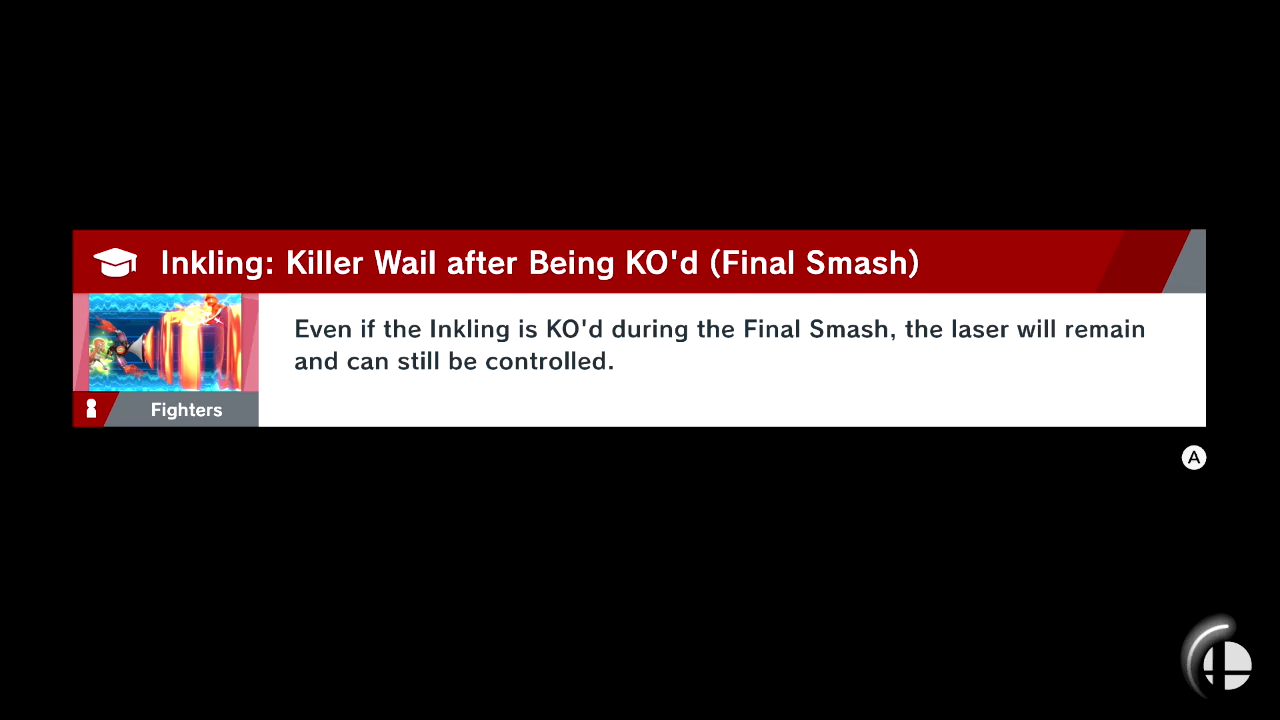 Inkling: Killer Wail after Being KO'd (Final Smash)
Even if the Inkling is KO'd during the Final Smash, the laser will remain
and can still be controlled.
Fighters
A